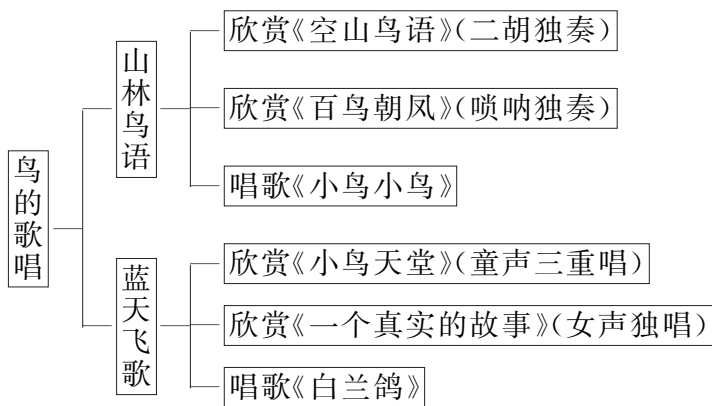 鸟的歌唱
山林鸟语
欣赏《空山鸟语》(二胡独奏)
欣赏《百鸟朝凤》(唢呐独奏)
唱歌《小鸟小鸟》
蓝天飞歌
欣赏《小鸟天堂》(童声三重唱)
欣赏《一个真实的故事》(女声独唱)
唱歌《白兰鸽》